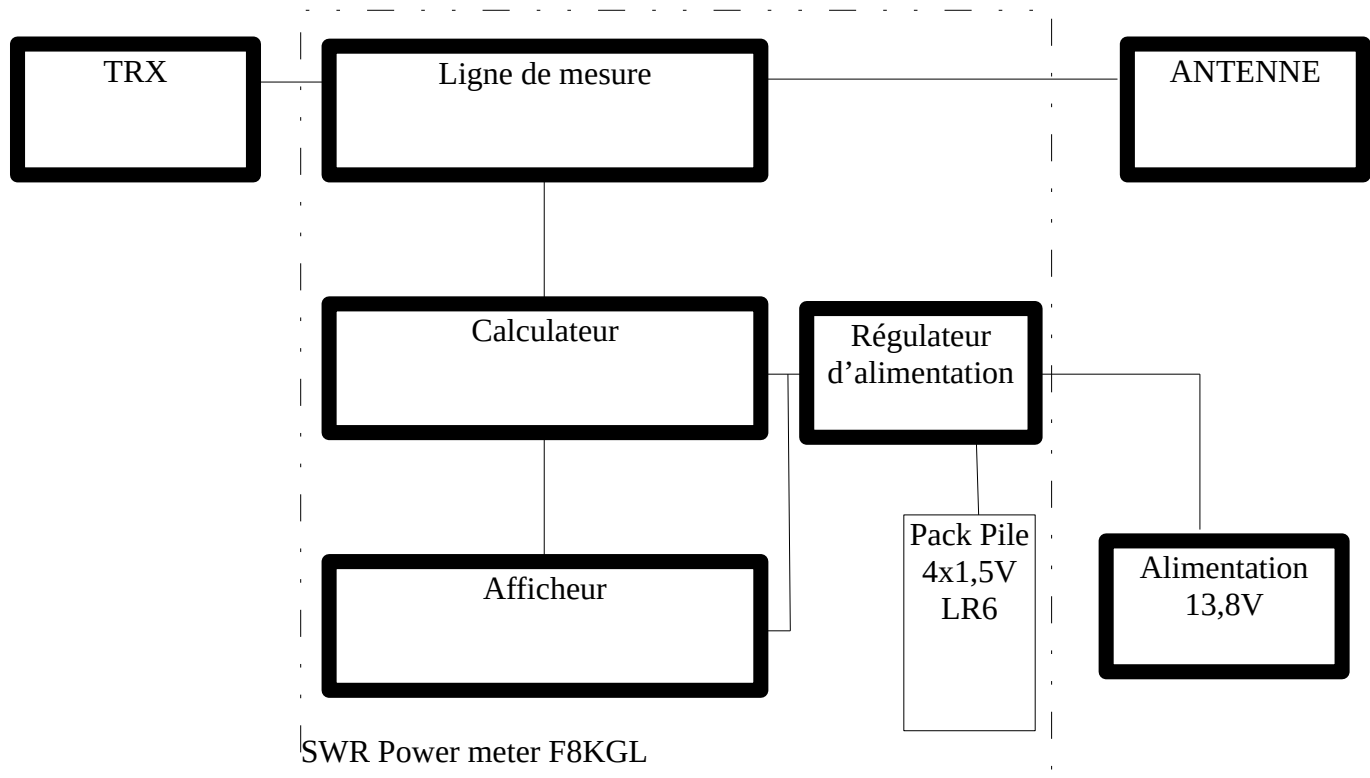 TRX
Ligne de mesure
ANTENNE
Calculateur
Régulateur
d’alimentation
Pack Pile
4x1,5V
LR6
Alimentation
13,8V
Afficheur
SWR Power meter F8KGL